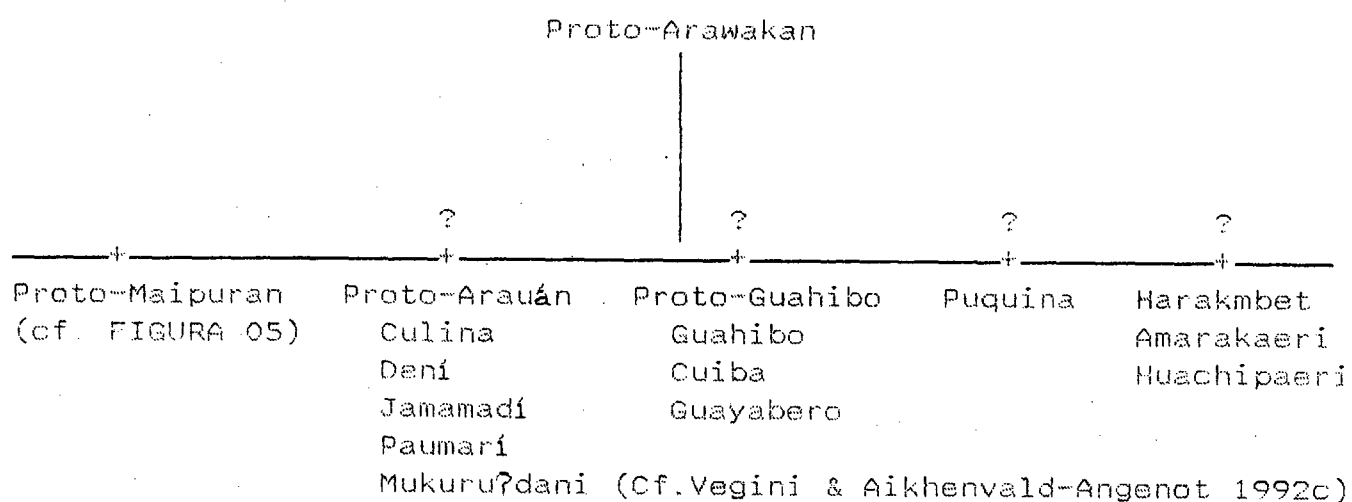 Proto-Arawakan
? ? ? ?
Proto-Maipuran Proto-Arauán Proto-Guahibo Puquina Harakmbet
(cf. FIGURA 05) Culina Guahibo Amarakaeri
Dení Cuiba Huachipaeri
Jamamadí Guayabero
Paumarí
Mukuru?dani (Cf.Vegini & Aikhenvald-Angenot 1992c)